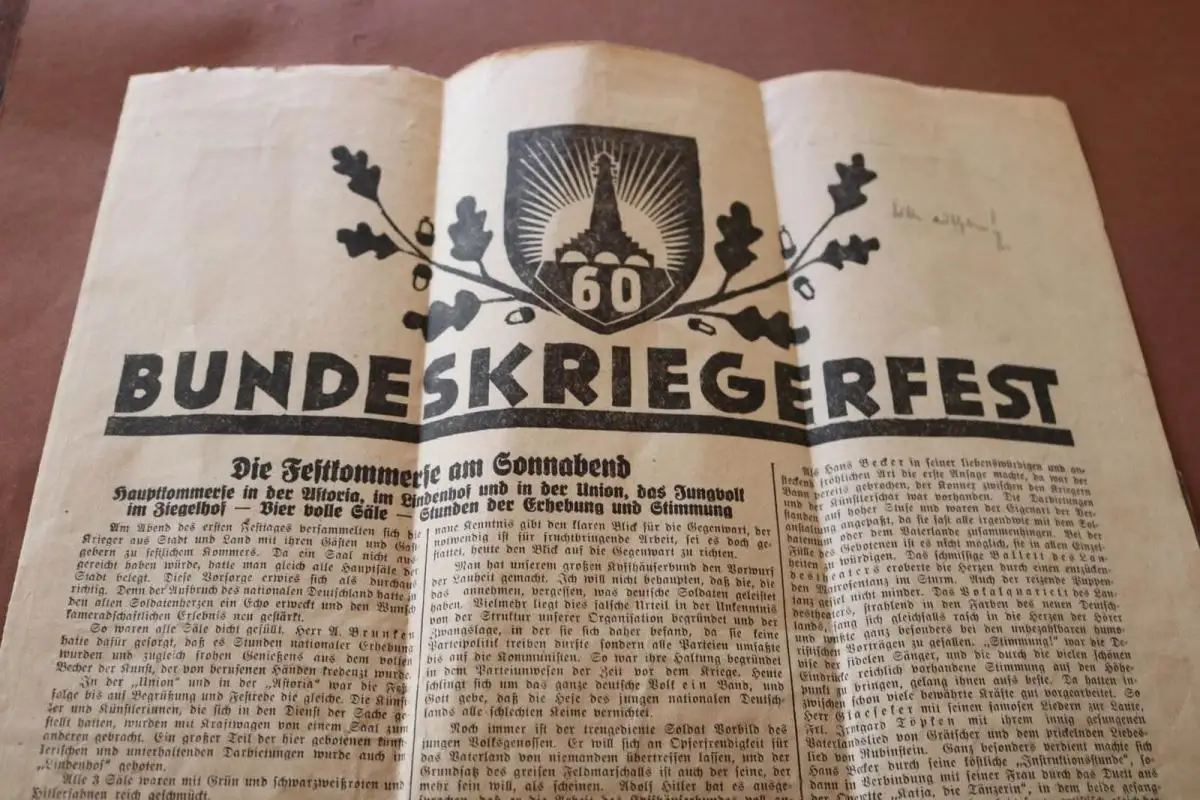 60
BUNDESKRIEGERFEST
Die Festkommerse am Sonnabend
Hauptkommerse in der Astoria, im Lindenhof und in der Union, das Jungvolk
im Ziegelhof — Vier volle Säle — Stunden der Erhebung und Stimmung
Am Abend des ersten Festtages versammelten sich die
Krieger aus Stadt und Land mit ihren Gästen und Gast-
gebern zu festlichem Kommers. Da ein Saal nicht aus-
gereicht haben würde, hatte man gleich alle Hauptsäle der
Stadt belegt. Diese Vorsorge erwies sich als durchaus
richtig. Denn der Aufbruch des nationalen Deutschland hatte in
den alten Soldatenherzen ein Echo erweckt und den Wunsch
kameradschaftlichen Erlebnis neu gestärkt.
So waren alle Säle dicht gefüllt. Herr A. Brunken
hatte dafür gesorgt, daß es Stunden nationaler Erhebung
wurden und zugleich frohen Genießens aus dem vollen
Becher der Kunst, der von berufenen Händen kredenzt wurde.
In der „Union“ und in der „Astoria“ war die Fest-
folge bis auf Begrüßung und Festrede die gleiche. Die Künst-
ler und Künstlerinnen, die sich in den Dienst der Sache ge-
stellt hatten, wurden mit Kraftwagen von einem Saal zum
anderen gebracht. Ein großer Teil der hier gebotenen künst-
lerischen und unterhaltenden Darbietungen wurde auch im
„Lindenhof“ geboten.
Alle 3 Säle waren mit Grün und schwarzweißroten und
Hitlerfahnen reich geschmückt.
neue Kenntnis gibt den klaren Blick für die Gegenwart, der
notwendig ist für fruchtbringende Arbeit, sei es doch ge-
stattet, heute den Blick auf die Gegenwart zu richten.
Man hat unserem großen Kyffhäuserbund den Vorwurf
der Lauheit gemacht. Ich will nicht behaupten, daß die, die
das annehmen, vergessen, was deutsche Soldaten geleistet
haben. Vielmehr liegt dies falsche Urteil in der Unkenntnis
von der Struktur unserer Organisation begründet und der
Zwangslage, in der sie sich daher befand, da sie keine
Parteipolitik treiben durfte sondern alle Parteien umfaßte
bis auf die Kommunisten. So war ihre Haltung begründet
in dem Parteiunwesen der Zeit vor dem Kriege. Heute
schlingt sich um das ganze deutsche Volk ein Band, und
Gott gebe, daß die Hefe des jungen nationalen Deutsch-
lands alle schlechten Keime vernichtet.
Noch immer ist der treugediente Soldat Vorbild des
jungen Volksgenossen. Er will sich an Opferfreudigkeit für
das Vaterland von niemandem übertreffen lassen, und der
Grundsatz des greisen Feldmarschalls ist auch der seine, der
mehr sein will, als scheinen. Adolf Hitler hat es ausge-
sprochen, daß er die Arbeit des Kyffhäuserbundes voll an-
Als Hans Becker in seiner liebenswürdigen und an-
steckend fröhlichen Art die erste Ansage machte, da war der
Bann bereits gebrochen, der Konnex zwischen den Kriegern
und der Künstlerschar war vorhanden. Die Darbietungen
standen auf hoher Stufe und waren der Eigenart der Ver-
anstaltung angepaßt, da sie fast alle irgendwie mit dem Sol-
datentum oder dem Vaterlande zusammenhingen. Bei der
Fülle des Gebotenen ist es nicht möglich, sie in allen Einzel-
heiten zu würdigen. Das schmissige Ballett des Lan-
destheaters eroberte die Herzen durch einen entzücken-
den Matrosentanz im Sturm. Auch der reizende Puppen-
tanz gefiel nicht minder. Das Vokalquartett des Lan-
destheaters, strahlend in den Farben des neuen Deutsch-
lands, sang sich gleichfalls rasch in die Herzen der Hörer
und wußte ganz besonders bei den unbezahlbaren humo-
ristischen Vorträgen zu gefallen. „Stimmung!“ war die De-
vise der fidelen Sänger, und die durch die vielen schönen
Eindrücke reichlich vorhandene Stimmung auf den Höhe-
punkt zu bringen, gelang ihnen aufs beste. Da hatten in-
zwischen schon viele bewährte Kräfte gut vorgearbeitet. So
Herr Glaeseker mit seinen famosen Liedern zur Laute,
Frl. Irmgard Töpken mit ihrem innig gesungenen
Vaterlandslied von Grätscher und dem prickelnden Liebes-
lied von Rubinstein. Ganz besonders verdient machte sich
Hans Becker durch seine köstliche „Instruktionsstunde“, so-
dann in Verbindung mit seiner Frau durch das Duett aus
der Operette „Katja, die Tänzerin“, in dem beide gesang-